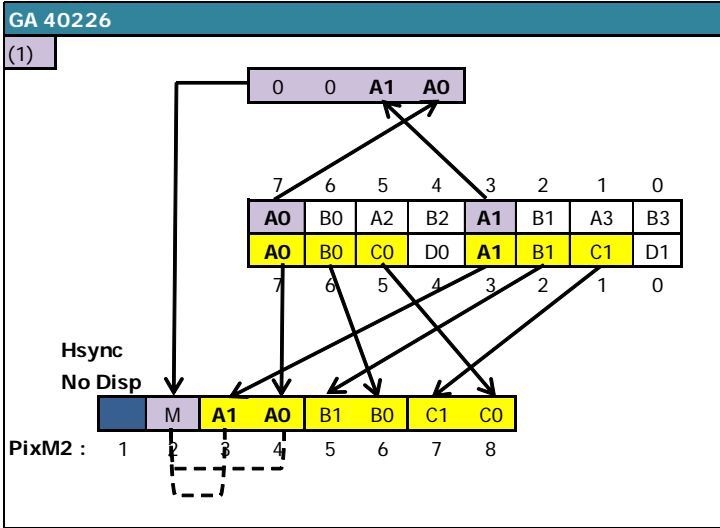 GA 40226
(1)
0 0 A1 A0
7 6 5 4 3 2 1 0
A0 B0 A2 B2 A1 B1 A3 B3
A0 B0 C0 D0 A1 B1 C1 D1
7 6 5 4 3 2 1 0
Hsync
No Disp
M A1 A0 B1 B0 C1 C0
PixM2 : 1 2 3 4 5 6 7 8